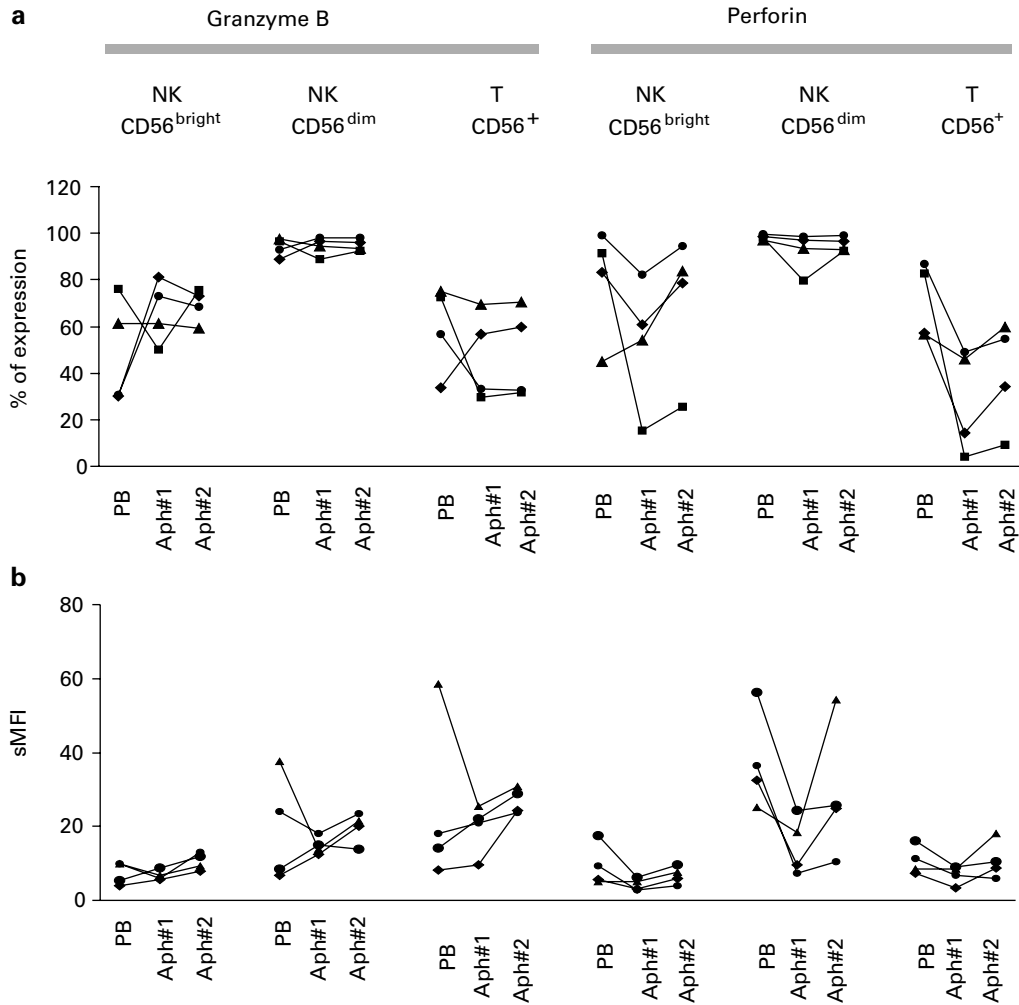 a
Granzyme B
Perforin
NK
CD56bright
NK
CD56dim
T
CD56+
NK
CD56bright
NK
CD56dim
T
CD56+
% of expression
120
100
80
60
40
20
0
PB
Aph#1
Aph#2
PB
Aph#1
Aph#2
PB
Aph#1
Aph#2
PB
Aph#1
Aph#2
PB
Aph#1
Aph#2
PB
Aph#1
Aph#2
b
sMFI
80
60
40
20
0
PB
Aph#1
Aph#2
PB
Aph#1
Aph#2
PB
Aph#1
Aph#2
PB
Aph#1
Aph#2
PB
Aph#1
Aph#2
PB
Aph#1
Aph#2